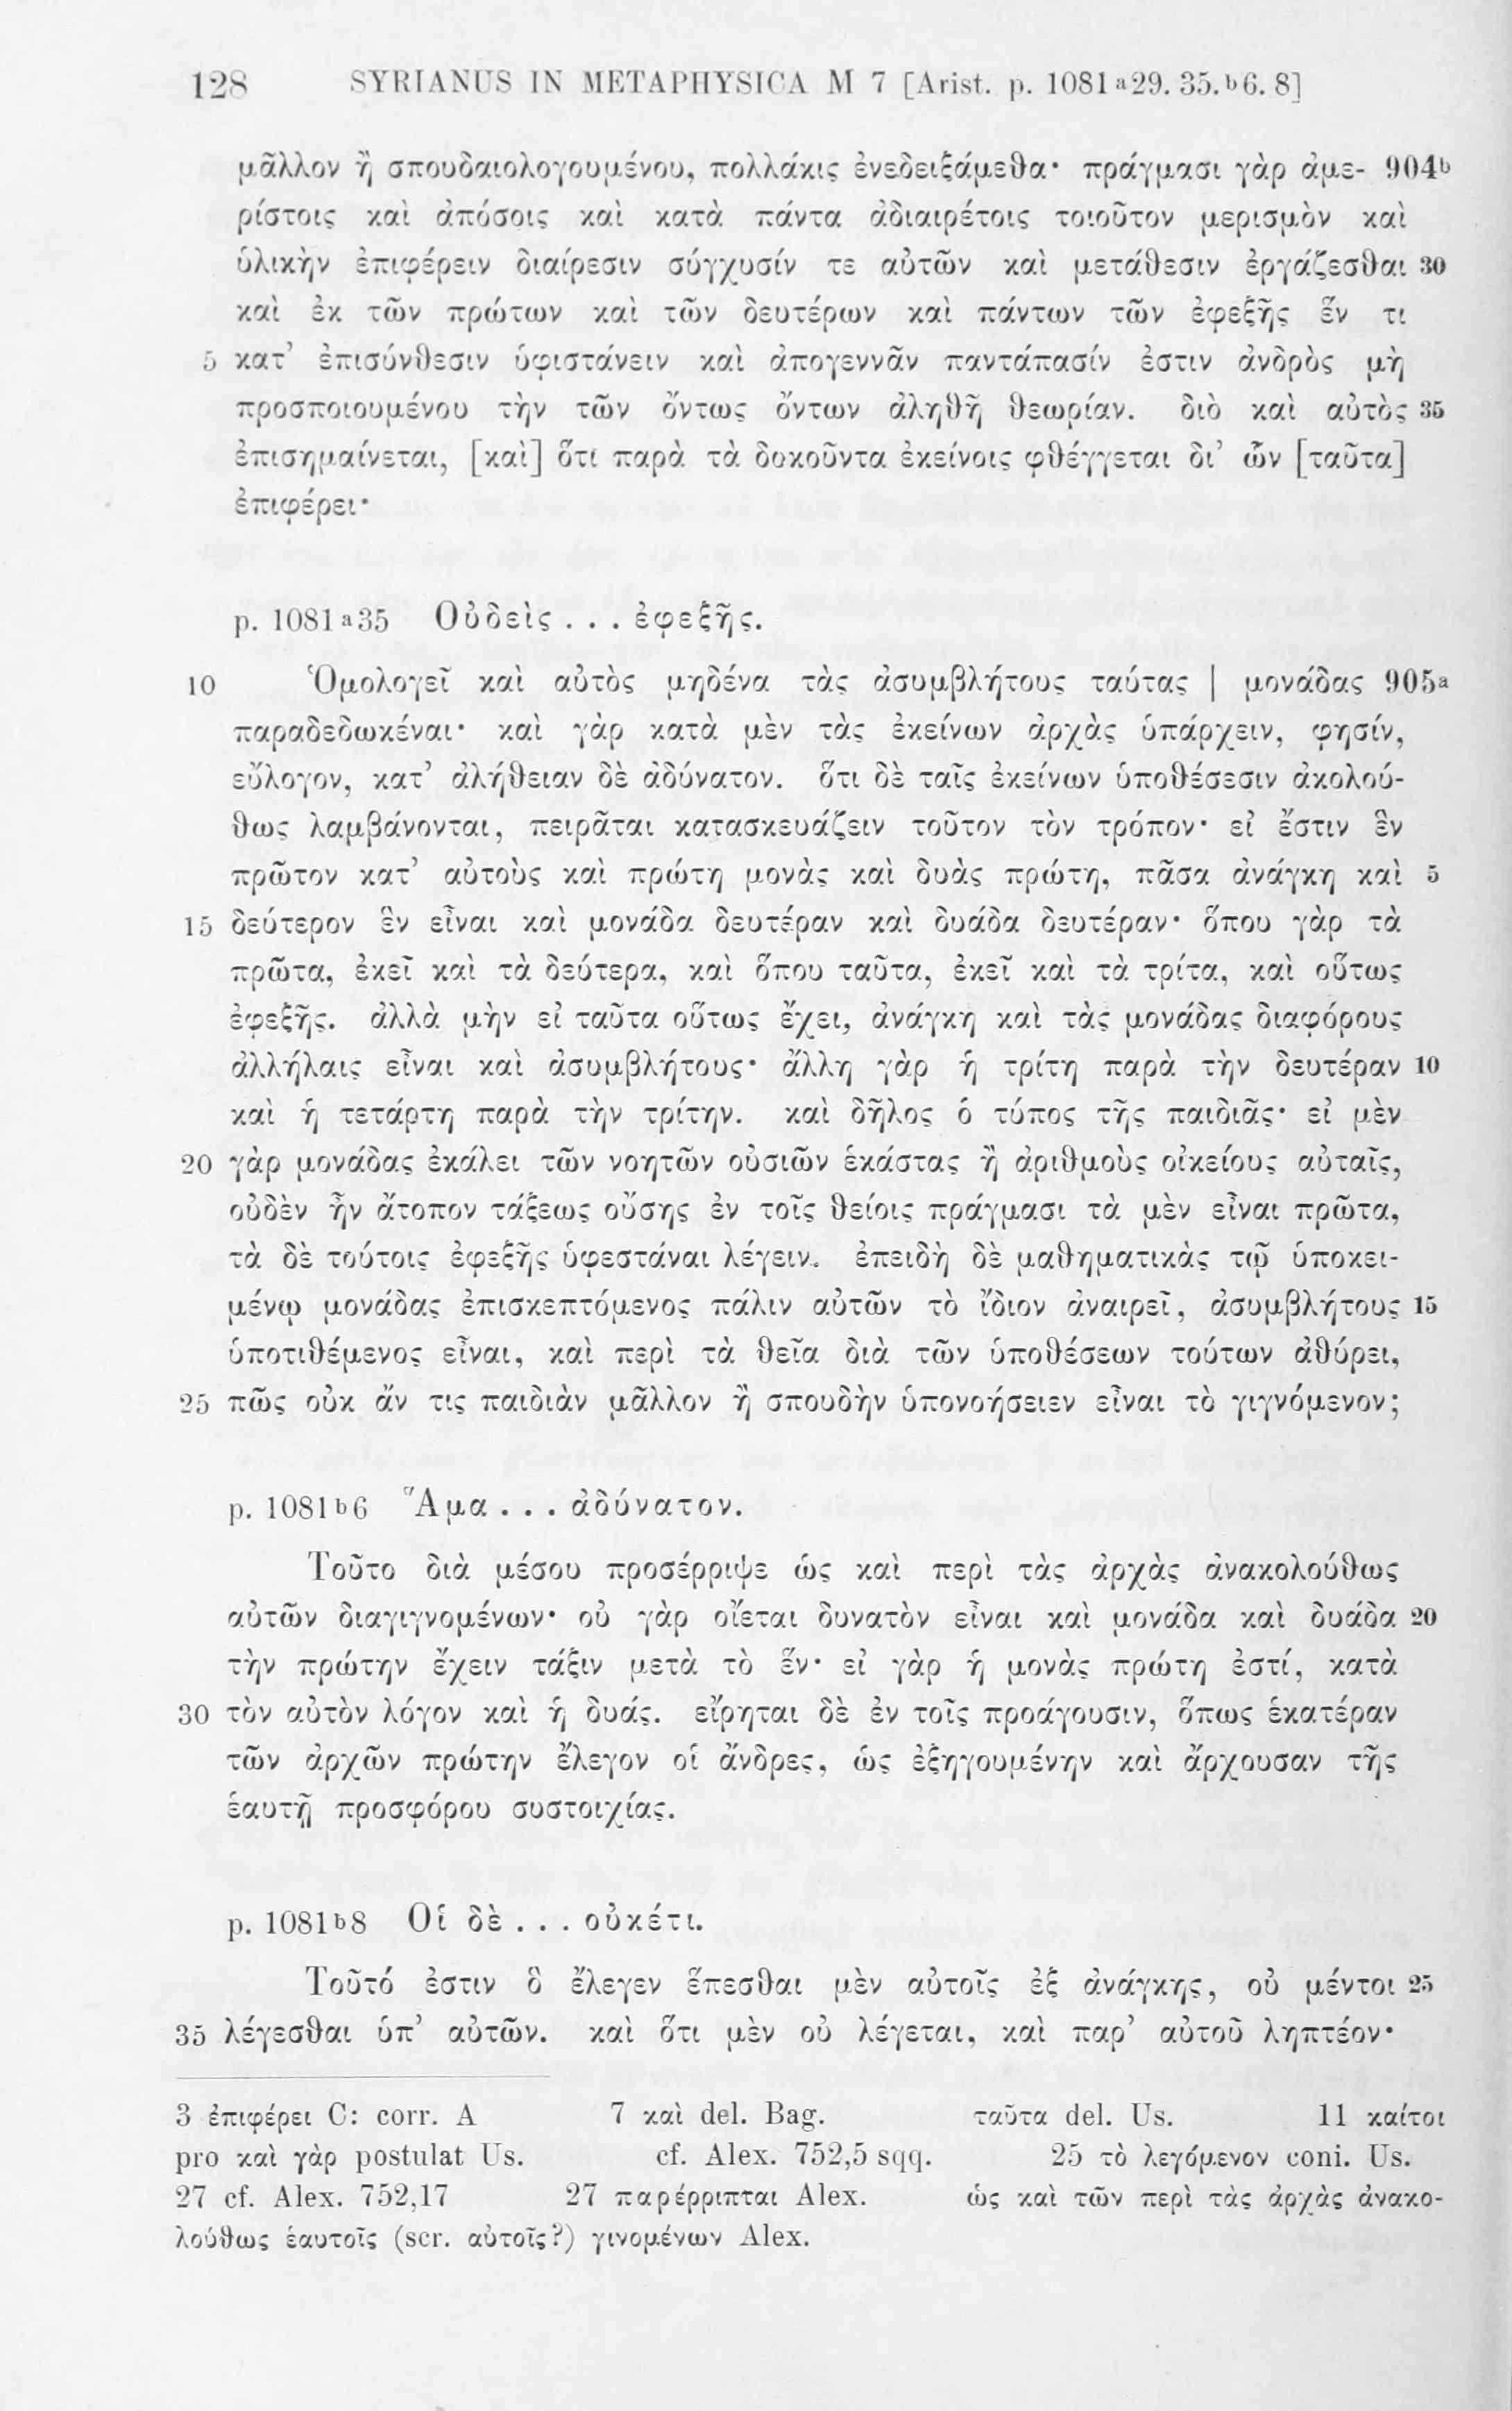 128 SYRIANUS IN METAPHYSICA M 7 [Arist. p. 1081 a 29. 35. b 6. 8]
μᾶλλον ἢ σπουδαιολογουμένου, πολλάκις ἐνεδειξάμεθα· πράγμασι γὰρ ἀμε- 904b
ρίστοις καὶ ἀπόσοις καὶ κατὰ πάντα ἀδιαιρέτοις τοιοῦτον μερισμὸν καὶ
ὑλικὴν ἐπιφέρειν διαίρεσιν σύγχυσίν τε αὐτῶν καὶ μετάθεσιν ἐργάζεσθαι 30
καὶ ἐκ τῶν πρώτων καὶ τῶν δευτέρων καὶ πάντων τῶν ἐφεξῆς ἕν τι
5 κατ’ ἐπισύνθεσιν ὑφιστάνειν καὶ ἀπογεννᾶν παντάπασίν ἐστιν ἀνδρὸς μὴ
προσποιουμένου τὴν τῶν ὄντως ὄντων ἀληθῆ θεωρίαν. διὸ καὶ αὐτὸς 35
ἐπισημαίνεται, [καὶ] ὅτι παρὰ τὰ δοκοῦντα ἐκείνοις φθέγγεται δι’ ὧν [ταῦτα]
ἐπιφέρει·
p. 1081 a 35 Οὐδεὶς . . . ἐφεξῆς.
10 Ὁμολογεῖ καὶ αὐτὸς μηδένα τὰς ἀσυμβλήτους ταύτας | μονάδας 905a
παραδεδωκέναι· καὶ γὰρ κατὰ μὲν τὰς ἐκείνων ἀρχὰς ὑπάρχειν, φησίν,
εὔλογον, κατ’ ἀλήθειαν δὲ ἀδύνατον. ὅτι δὲ ταῖς ἐκείνων ὑποθέσεσιν ἀκολού-
θως λαμβάνονται, πειρᾶται κατασκευάζειν τοῦτον τὸν τρόπον· εἰ ἔστιν ἓν
πρῶτον κατ’ αὐτοὺς καὶ πρώτη μονὰς καὶ δυὰς πρώτη, πᾶσα ἀνάγκη καὶ 5
15 δεύτερον ἓν εἶναι καὶ μονάδα δευτέραν καὶ δυάδα δευτέραν· ὅπου γὰρ τὰ
πρῶτα, ἐκεῖ καὶ τὰ δεύτερα, καὶ ὅπου ταῦτα, ἐκεῖ καὶ τὰ τρίτα, καὶ οὕτως
ἐφεξῆς. ἀλλὰ μὴν εἰ ταῦτα οὕτως ἔχει, ἀνάγκη καὶ τὰς μονάδας διαφόρους
ἀλλήλαις εἶναι καὶ ἀσυμβλήτους· ἄλλη γὰρ ἡ τρίτη παρὰ τὴν δευτέραν 10
καὶ ἡ τετάρτη παρὰ τὴν τρίτην. καὶ δῆλος ὁ τύπος τῆς παιδιᾶς· εἰ μὲν
20 γὰρ μονάδας ἐκάλει τῶν νοητῶν οὐσιῶν ἑκάστας ἢ ἀριθμοὺς οἰκείους αὐταῖς,
οὐδὲν ἦν ἄτοπον τάξεως οὔσης ἐν τοῖς θείοις πράγμασι τὰ μὲν εἶναι πρῶτα,
τὰ δὲ τούτοις ἐφεξῆς ὑφεστάναι λέγειν. ἐπειδὴ δὲ μαθηματικὰς τῷ ὑποκει-
μένῳ μονάδας ἐπισκεπτόμενος πάλιν αὐτῶν τὸ ἴδιον ἀναιρεῖ, ἀσυμβλήτους 15
ὑποτιθέμενος εἶναι, καὶ περὶ τὰ θεῖα διὰ τῶν ὑποθέσεων τούτων ἀθύρει,
25 πῶς οὐκ ἄν τις παιδιὰν μᾶλλον ἢ σπουδὴν ὑπονοήσειεν εἶναι τὸ γιγνόμενον;
p. 1081 b 6 Ἅμα . . . ἀδύνατον.
Τοῦτο διὰ μέσου προσέρριψε ὡς καὶ περὶ τὰς ἀρχὰς ἀνακολούθως
αὐτῶν διαγιγνομένων· οὐ γὰρ οἴεται δυνατὸν εἶναι καὶ μονάδα καὶ δυάδα 20
τὴν πρώτην ἔχειν τάξιν μετὰ τὸ ἕν· εἰ γὰρ ἡ μονὰς πρώτη ἐστί, κατὰ
30 τὸν αὐτὸν λόγον καὶ ἡ δυάς. εἴρηται δὲ ἐν τοῖς προάγουσιν, ὅπως ἑκατέραν
τῶν ἀρχῶν πρώτην ἔλεγον οἱ ἄνδρες, ὡς ἐξηγουμένην καὶ ἄρχουσαν τῆς
ἑαυτῇ προσφόρου συστοιχίας.
p. 1081 b 8 Οἱ δὲ . . . οὐκέτι.
Τοῦτό ἐστιν ὃ ἔλεγεν ἕπεσθαι μὲν αὐτοῖς ἐξ ἀνάγκης, οὐ μέντοι 25
35 λέγεσθαι ὑπ’ αὐτῶν. καὶ ὅτι μὲν οὐ λέγεται, καὶ παρ’ αὐτοῦ ληπτέον·
3 ἐπιφέρει C: corr. A 7 καὶ del. Bag. ταῦτα del. Us. 11 καίτοι
pro καὶ γὰρ postulat Us. cf. Alex. 752,5 sqq. 25 τὸ λεγόμενον coni. Us.
27 cf. Alex. 752,17 27 παρέρριπται Alex. ὡς καὶ τῶν περὶ τὰς ἀρχὰς ἀνακο-
λούθως ἑαυτοῖς (scr. αὐτοῖς?) γινομένων Alex.